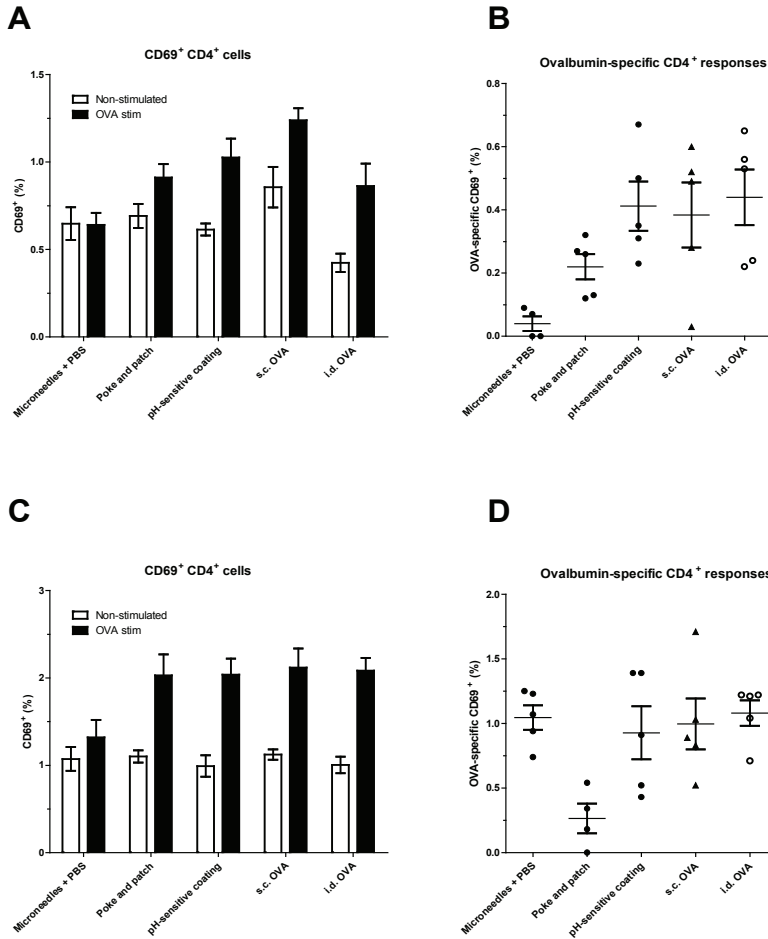 A
CD69+ CD4+ cells
Non-stimulated
OVA stim
CD69+ (%)
1.5
1.0
0.5
0.0
Microneedles + PBS
Poke and patch
pH-sensitive coating
s.c. OVA
i.d. OVA
B
Ovalbumin-specific CD4+ responses
OVA-specific CD69+ (%)
0.8
0.6
0.4
0.2
0.0
Microneedles + PBS
Poke and patch
pH-sensitive coating
s.c. OVA
i.d. OVA
C
CD69+ CD4+ cells
Non-stimulated
OVA stim
CD69+ (%)
3
2
1
0
Microneedles + PBS
Poke and patch
pH-sensitive coating
s.c. OVA
i.d. OVA
D
Ovalbumin-specific CD4+ responses
OVA-specific CD69+ (%)
2.0
1.5
1.0
0.5
0.0
Microneedles + PBS
Poke and patch
pH-sensitive coating
s.c. OVA
i.d. OVA